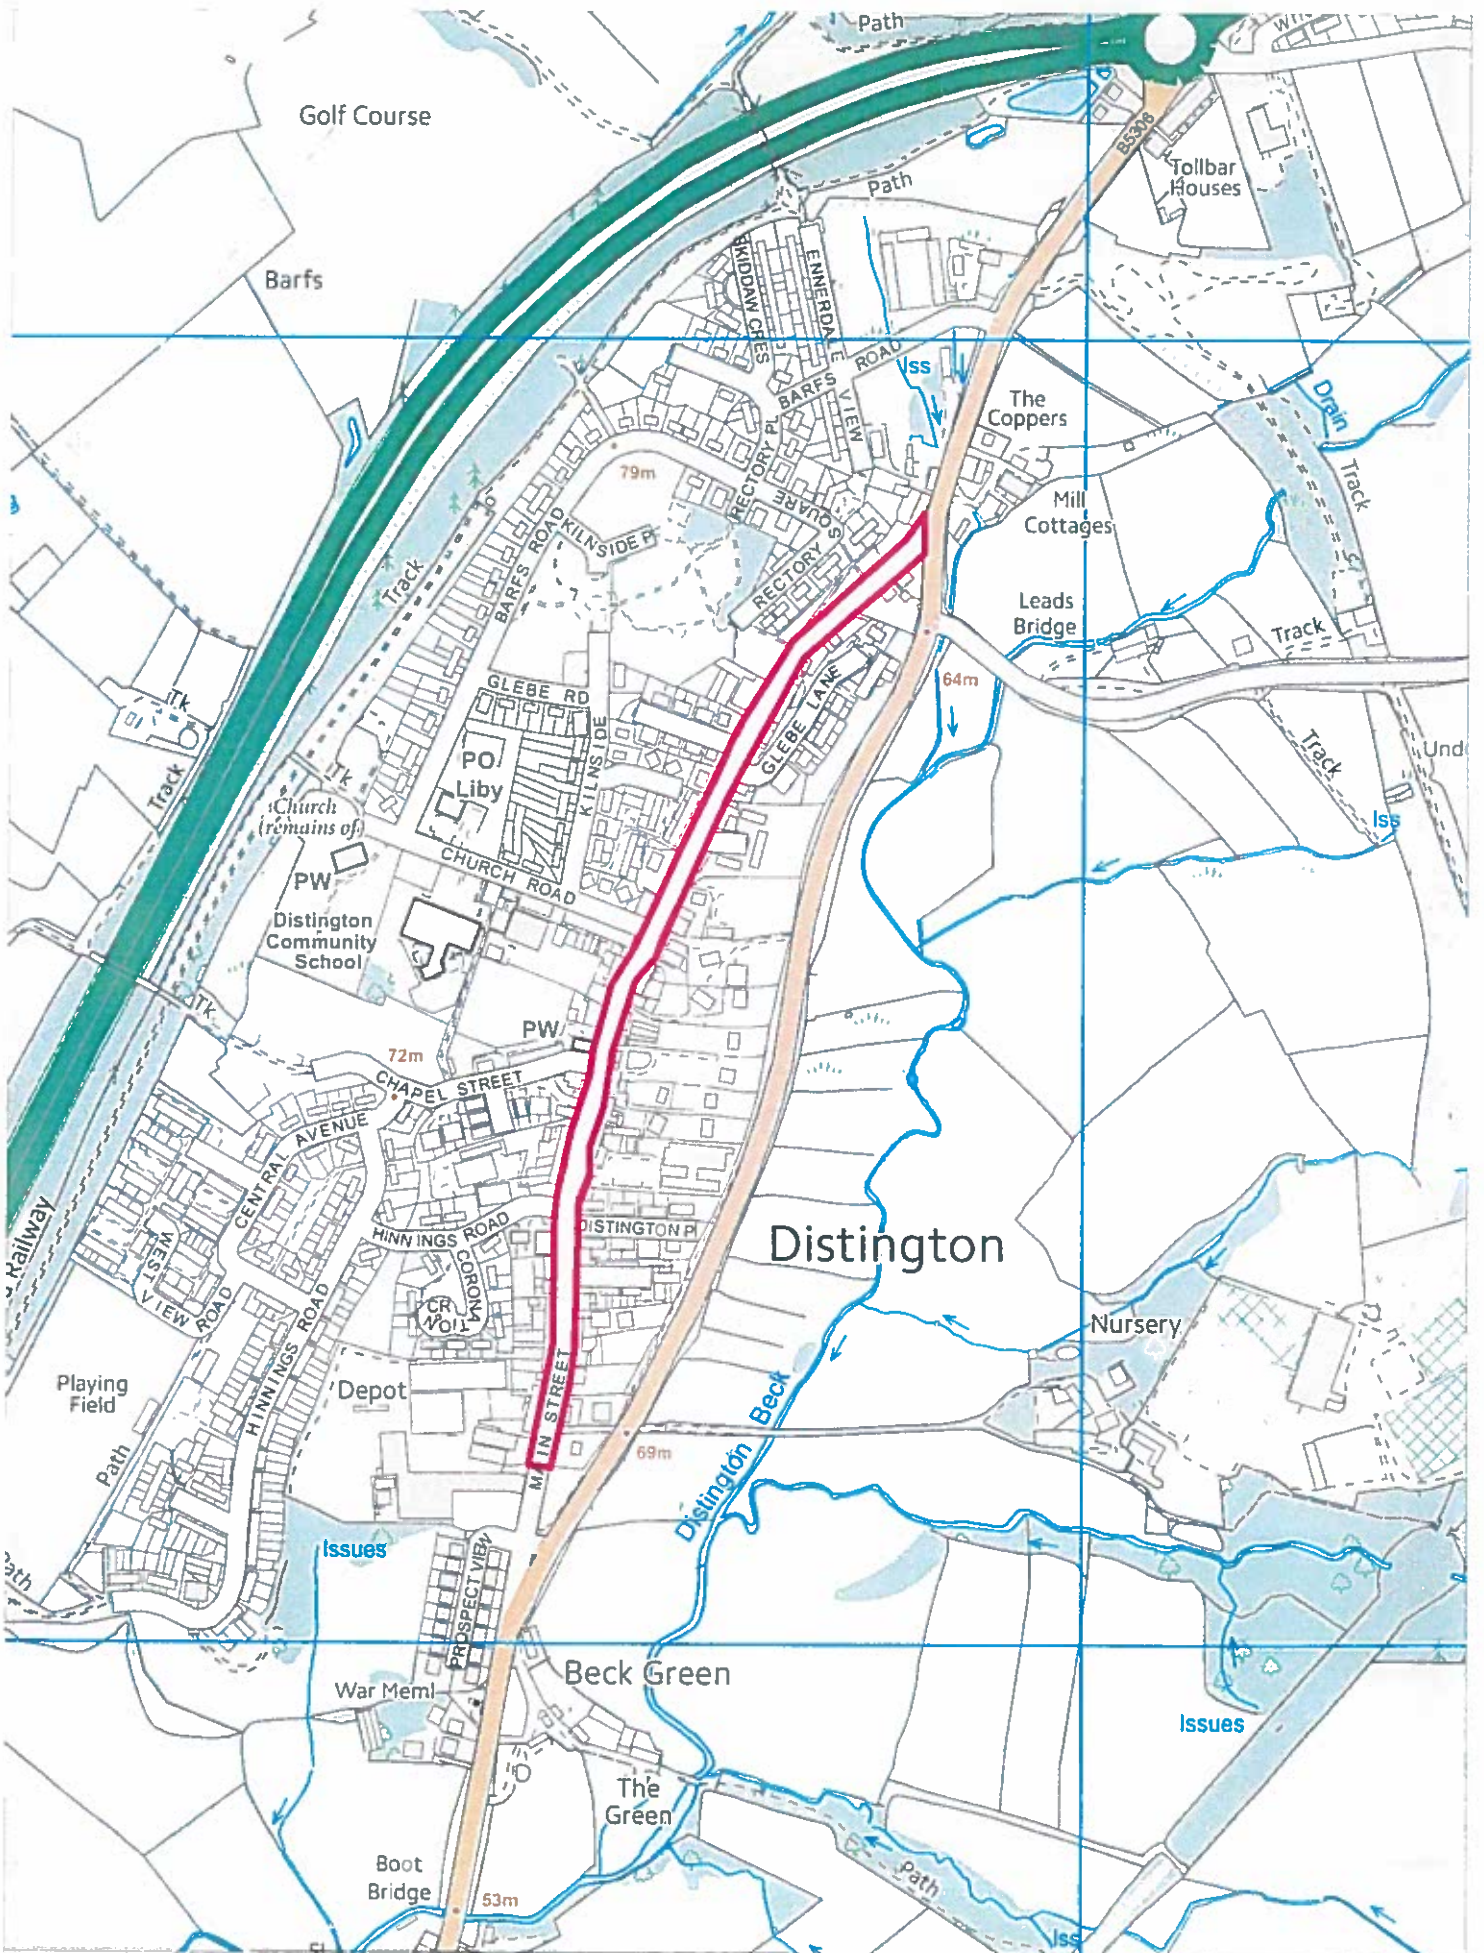 Path
Golf Course
B5306
Tollbar
Houses
Path
SKIDDAW CRES
ENNERDALE VIEW
Barfs
BARFS ROAD
Iss
The
Coppers
Drain
RECTORY PL
79m
Track
RECTORY SQUARE
Mill
Cottages
BARFS ROAD
KILNSIDE P
Track
Leads
Bridge
Track
GLEBE LANE
64m
GLEBE RD
Tk
KILNSIDE
PO
Liby
Track
Und
Track
Tk
Church
(remains of)
Iss
CHURCH ROAD
PW
Distington
Community
School
Tk
PW
72m
CHAPEL STREET
CENTRAL AVENUE
Railway
HINNINGS ROAD
DISTINGTON P
Distington
WEST
VIEW ROAD
CORONATION
CR
HINNINGS ROAD
Nursery
Playing
Field
Depot
MAIN STREET
Distington Beck
69m
Path
Issues
PROSPECT VIEW
Path
Beck Green
War Meml
Issues
The
Green
Boot
Bridge
53m
Path
Iss